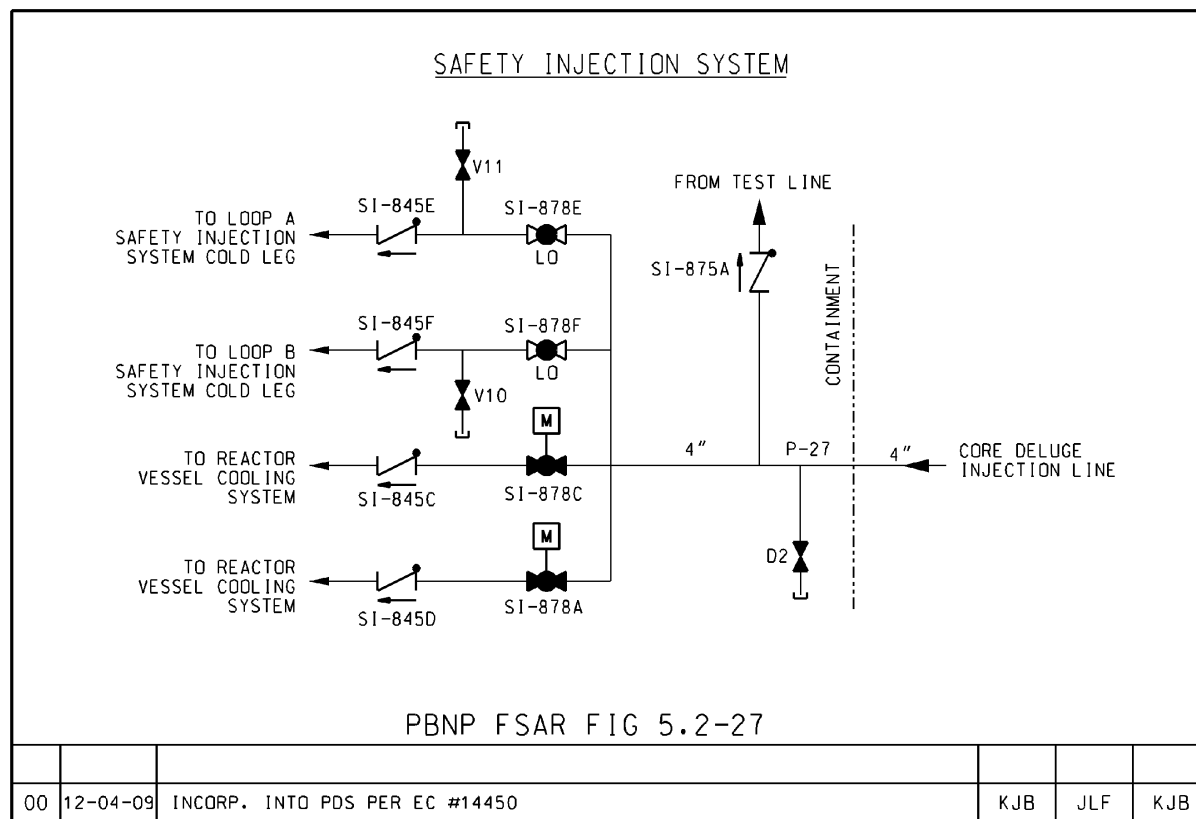 SAFETY INJECTION SYSTEM
V11
FROM TEST LINE
SI-845E
SI-878E
TO LOOP A
SAFETY INJECTION
SYSTEM COLD LEG
LO
SI-875A
CONTAINMENT
SI-845F
SI-878F
TO LOOP B
SAFETY INJECTION
SYSTEM COLD LEG
LO
V10
M
TO REACTOR
VESSEL COOLING
SYSTEM
SI-845C
SI-878C
4"
P-27
4"
CORE DELUGE
INJECTION LINE
M
TO REACTOR
VESSEL COOLING
SYSTEM
SI-845D
SI-878A
D2
PBNP FSAR FIG 5.2-27
00 12-04-09 INCORP. INTO PDS PER EC #14450 KJB JLF KJB